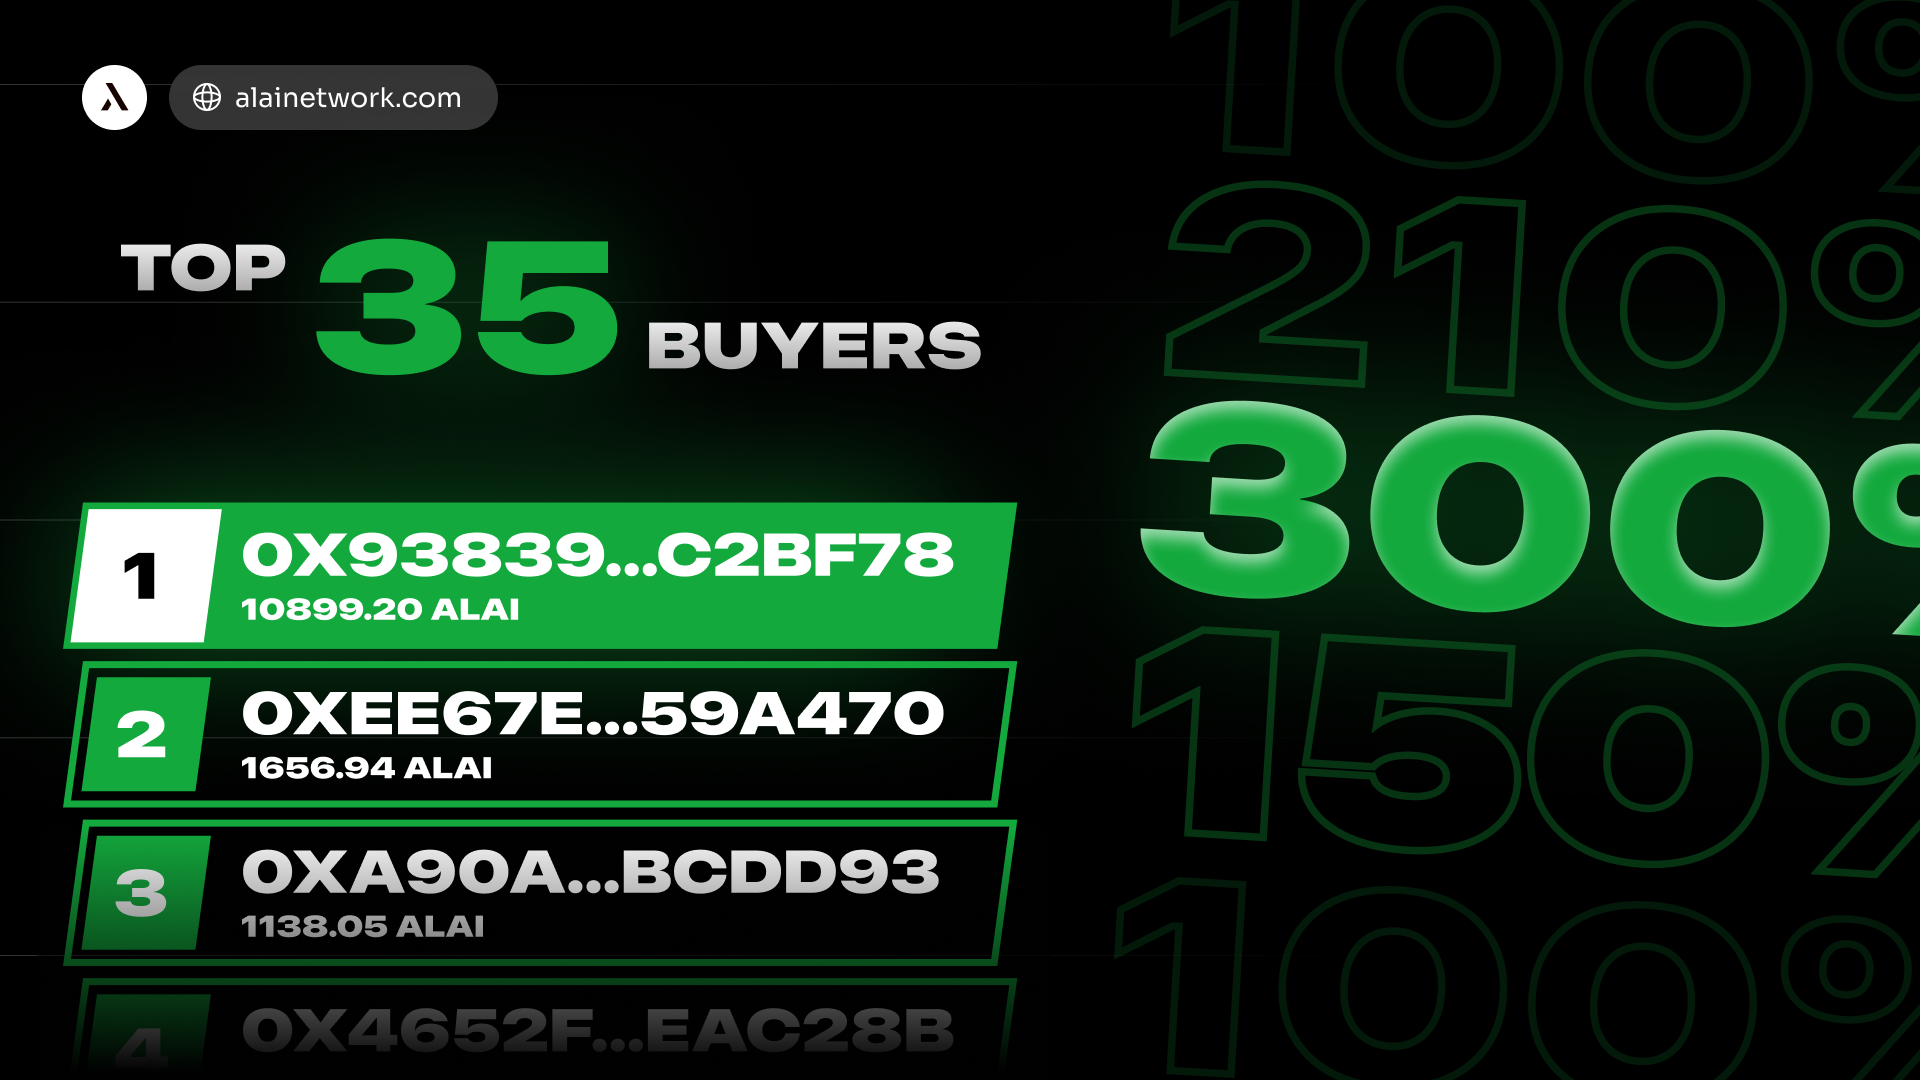 alainetwork.com
TOP 35 BUYERS
1
0X93839...C2BF78
10899.20 ALAI
2
0XEE67E...59A470
1656.94 ALAI
3
0XA90A...BCDD93
1138.05 ALAI
4
0X4652F...EAC28B
100%
210%
300%
150%
100%